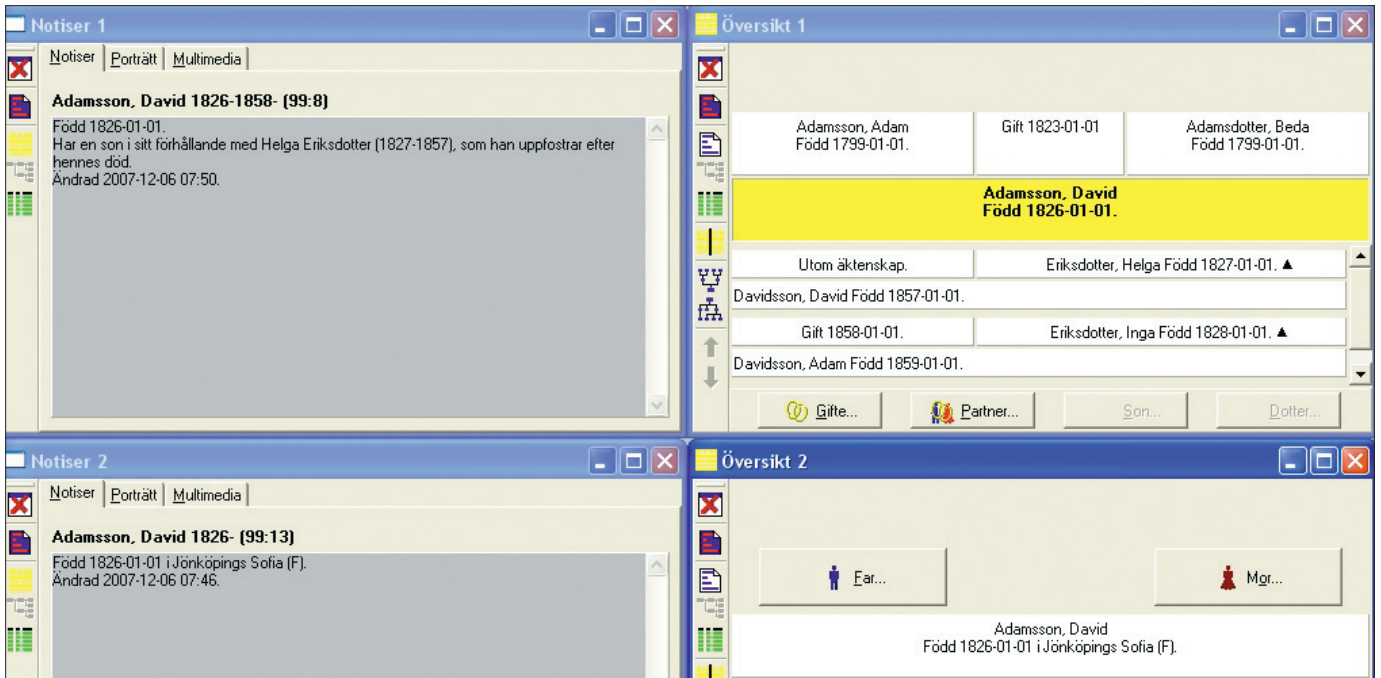 Notiser 1
Notiser Porträtt Multimedia
Adamsson, David 1826-1858- (99:8)
Född 1826-01-01.
Har en son i sitt förhållande med Helga Eriksdotter (1827-1857), som han uppfostrar efter
hennes död.
Ändrad 2007-12-06 07:50.
Översikt 1
Adamsson, Adam
Född 1799-01-01.
Gift 1823-01-01
Adamsdotter, Beda
Född 1799-01-01.
Adamsson, David
Född 1826-01-01.
Utom äktenskap.
Eriksdotter, Helga Född 1827-01-01. ▲
Davidsson, David Född 1857-01-01.
Gift 1858-01-01.
Eriksdotter, Inga Född 1828-01-01. ▲
Davidsson, Adam Född 1859-01-01.
Gifte... Partner... Son... Dotter...
Notiser 2
Notiser Porträtt Multimedia
Adamsson, David 1826- (99:13)
Född 1826-01-01 i Jönköpings Sofia (F).
Ändrad 2007-12-06 07:46.
Översikt 2
Far... Mor...
Adamsson, David
Född 1826-01-01 i Jönköpings Sofia (F).